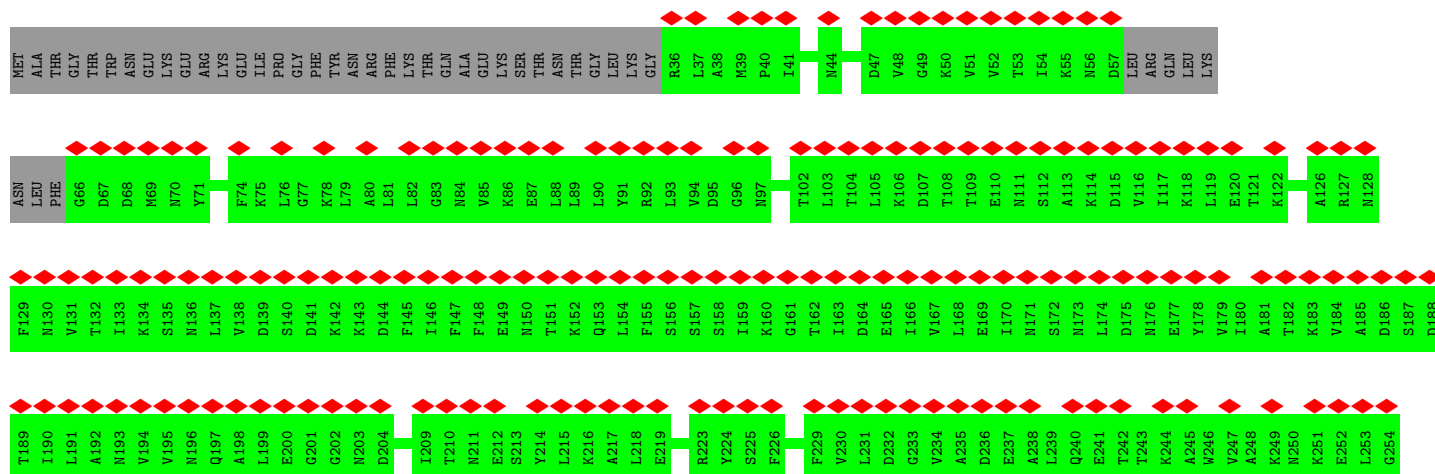 MET ALA THR GLY THR TRP ASN GLU LYS GLU ARG LYS GLU ILE PRO GLY PHE TYR ASN ARG PHE LYS THR GLN ALA GLU LYS SER THR ASN THR GLY LEU LYS GLY R36 L37 A38 M39 P40 I41 N44 D47 V48 G49 K50 V51 V52 T53 I54 K55 N56 D57 LEU ARG GLN LEU LYS
ASN LEU PHE G66 D67 D68 M69 N70 Y71 F74 K75 L76 G77 K78 L79 A80 L81 L82 G83 N84 V85 K86 E87 L88 L89 L90 Y91 R92 L93 V94 D95 G96 N97 T102 L103 T104 L105 K106 D107 T108 T109 E110 N111 S112 A113 K114 D115 V116 I117 K118 L119 E120 T121 K122 A126 R127 N128
F129 N130 V131 T132 I133 K134 S135 N136 L137 V138 D139 S140 D141 K142 K143 D144 F145 I146 F147 F148 E149 N150 T151 K152 Q153 L154 F155 S156 S157 S158 I159 K160 G161 T162 I163 D164 E165 I166 V167 L168 E169 I170 N171 S172 N173 L174 D175 N176 E177 Y178 V179 I180 A181 T182 K183 V184 A185 D186 S187 D188
T189 I190 L191 A192 N193 V194 V195 N196 Q197 A198 L199 E200 G201 G202 N203 D204 I209 T210 N211 E212 S213 Y214 L215 K216 A217 L218 E219 R223 Y224 S225 F226 F229 V230 L231 D232 G233 V234 A235 D236 E237 A238 L239 Q240 E241 T242 T243 K244 A245 W246 V247 A248 K249 N250 K251 E252 L253 G254